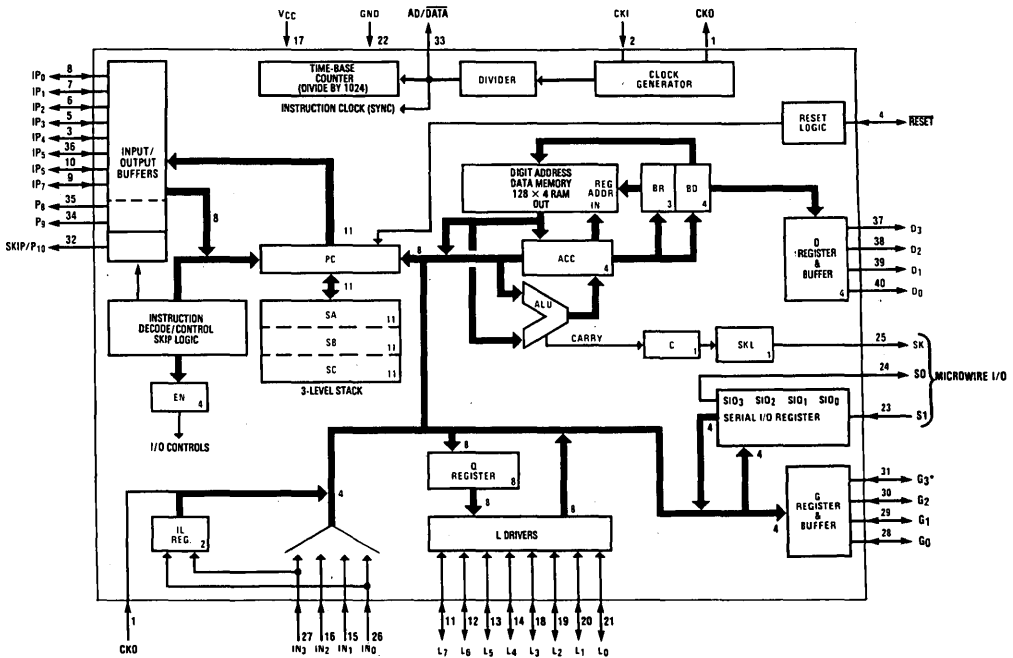 VCC
17
GND
22
AD/DATA
33
CKI
2
CKO
1
TIME-BASE
COUNTER
(DIVIDE BY 1024)
DIVIDER
CLOCK
GENERATOR
INSTRUCTION CLOCK (SYNC)
RESET
LOGIC
4
RESET
IP0 8
IP1 7
IP2 6
IP3 5
IP4 3
IP5 36
IP5 10
IP7 9
P8 35
P9 34
SKIP/P10 32
INPUT/
OUTPUT
BUFFERS
8
11
DIGIT ADDRESS
DATA MEMORY
128 × 4 RAM
OUT
REG
ADDR
IN
BR
3
BD
4
D
REGISTER
&
BUFFER
4
37 D3
38 D2
39 D1
40 D0
PC
8
ACC
4
11
INSTRUCTION
DECODE/CONTROL
SKIP LOGIC
SA 11
SB 11
SC 11
3-LEVEL STACK
ALU
CARRY
C
1
SKL
1
25 SK
24 SO
23 S1
MICROWIRE I/O
EN
4
I/O CONTROLS
SIO3 SIO2 SIO1 SIO0
SERIAL I/O REGISTER
4
4
8
Q
REGISTER
8
8
8
L DRIVERS
4
G
REGISTER
&
BUFFER
31 G3*
30 G2
29 G1
28 G0
4
IL
REG.
2
1
CKO
27 16 15 26
IN3 IN2 IN1 IN0
11 12 13 14 18 19 20 21
L7 L6 L5 L4 L3 L2 L1 L0